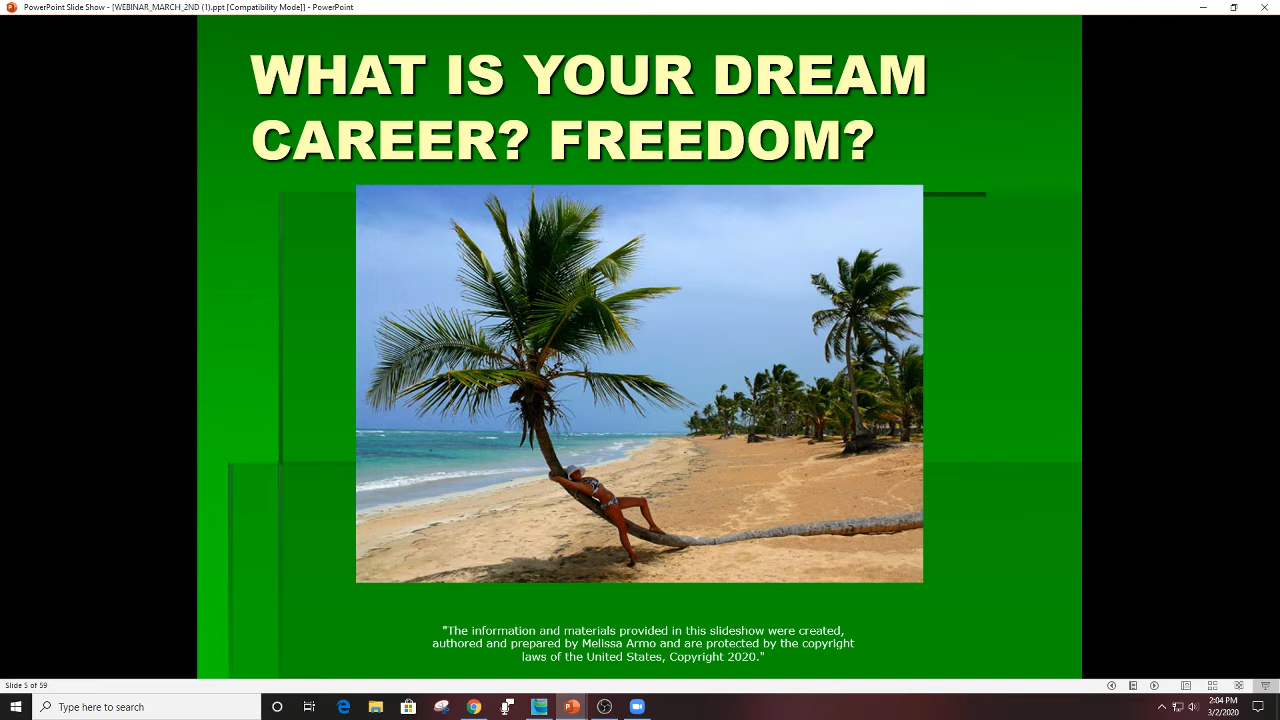 PowerPoint Slide Show - [WEBINAR_MARCH_2ND (1).ppt [Compatibility Mode]] - PowerPoint
WHAT IS YOUR DREAM
CAREER? FREEDOM?
"The information and materials provided in this slideshow were created,
authored and prepared by Melissa Armo and are protected by the copyright
laws of the United States, Copyright 2020."
Slide 5 of 59
Type here to search
2:04 PM
3/2/2020